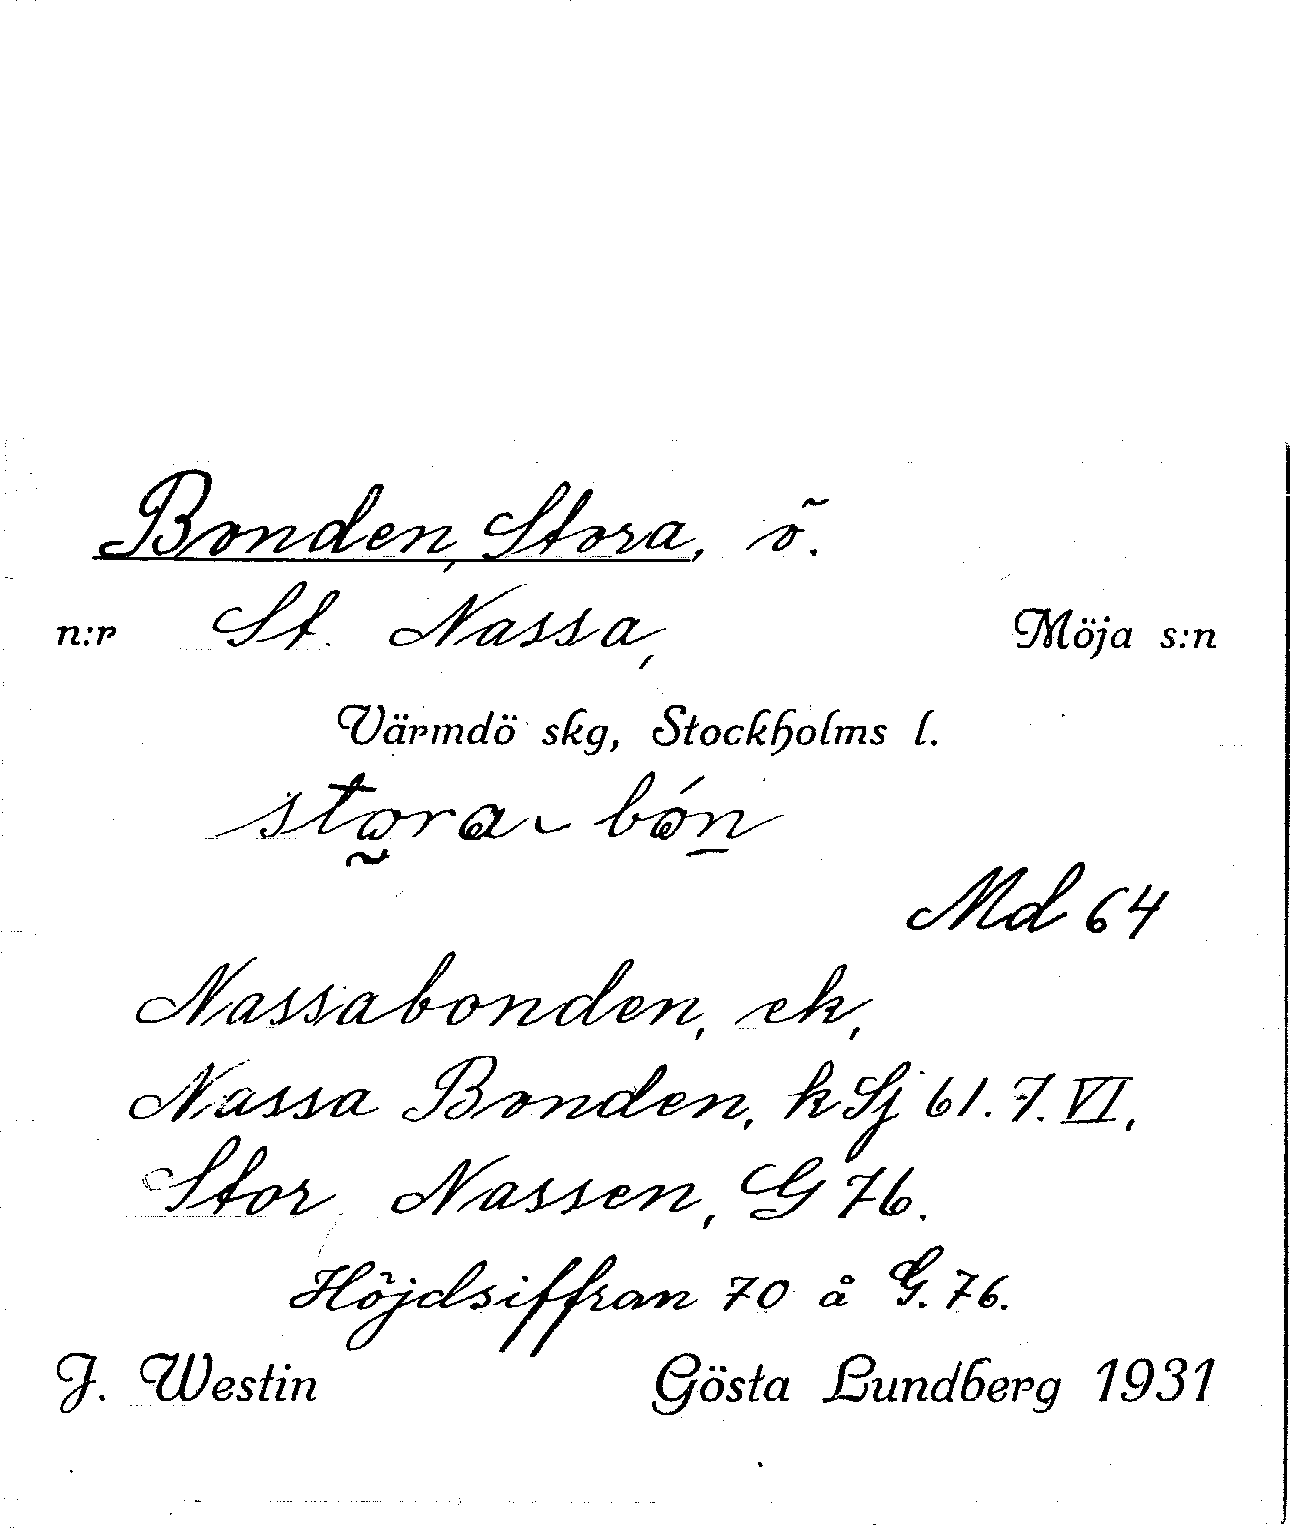 Bonden, Stora, ö.
n:r St. Nassa, Möja s:n
Värmdö skg, Stockholms l.
stora- bón
Md 64
Nassabonden, ek,
Nassa Bonden, kSj 61.7.VI,
Stor Nassen, G 76.
Höjdsiffran 70 å G. 76.
J. Westin Gösta Lundberg 1931